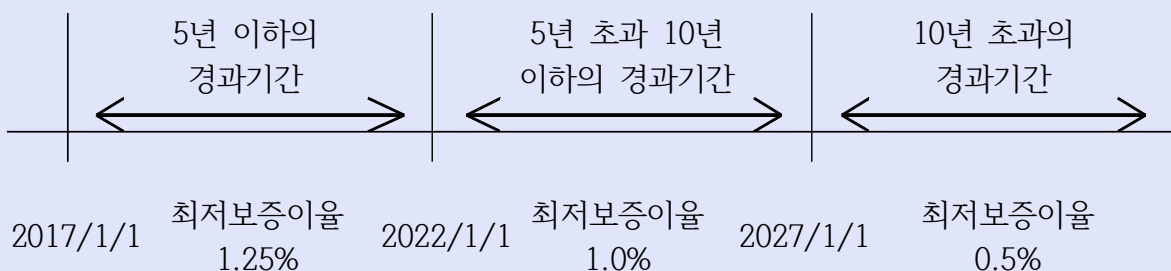 5년 이하의
경과기간
5년 초과 10년
이하의 경과기간
10년 초과의
경과기간
2017/1/1
최저보증이율
1.25%
2022/1/1
최저보증이율
1.0%
2027/1/1
최저보증이율
0.5%